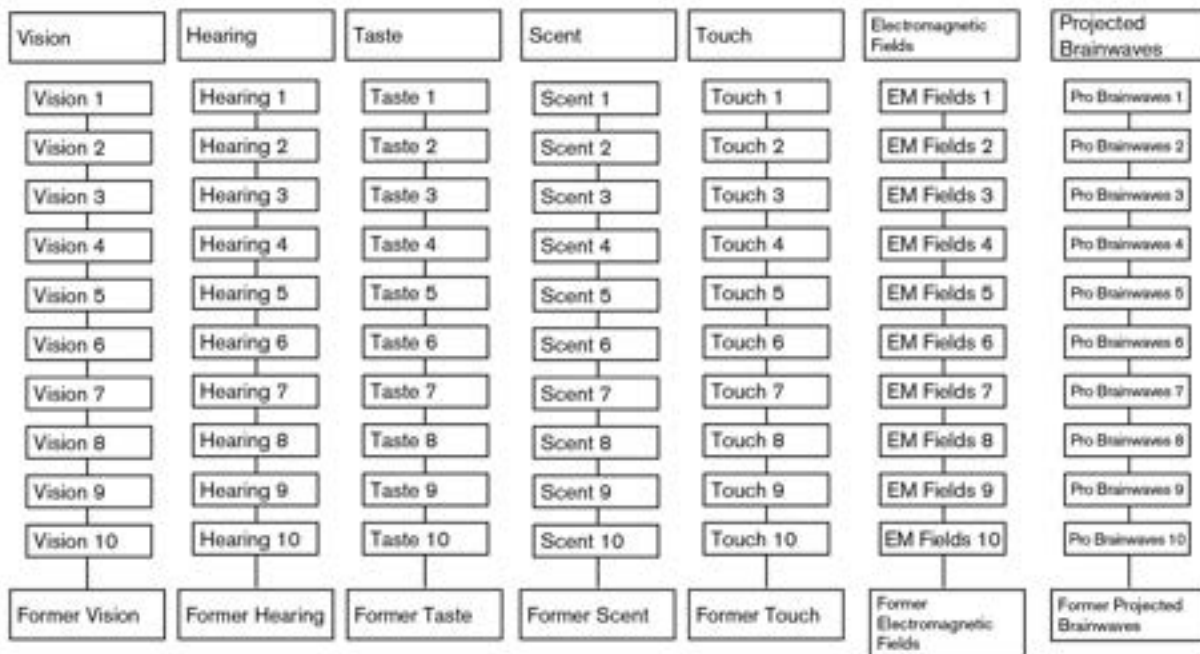 Vision
Hearing
Taste
Scent
Touch
Electromagnetic
Fields
Projected
Brainwaves
Vision 1
Hearing 1
Taste 1
Scent 1
Touch 1
EM Fields 1
Pro Brainwaves 1
Vision 2
Hearing 2
Taste 2
Scent 2
Touch 2
EM Fields 2
Pro Brainwaves 2
Vision 3
Hearing 3
Taste 3
Scent 3
Touch 3
EM Fields 3
Pro Brainwaves 3
Vision 4
Hearing 4
Taste 4
Scent 4
Touch 4
EM Fields 4
Pro Brainwaves 4
Vision 5
Hearing 5
Taste 5
Scent 5
Touch 5
EM Fields 5
Pro Brainwaves 5
Vision 6
Hearing 6
Taste 6
Scent 6
Touch 6
EM Fields 6
Pro Brainwaves 6
Vision 7
Hearing 7
Taste 7
Scent 7
Touch 7
EM Fields 7
Pro Brainwaves 7
Vision 8
Hearing 8
Taste 8
Scent 8
Touch 8
EM Fields 8
Pro Brainwaves 8
Vision 9
Hearing 9
Taste 9
Scent 9
Touch 9
EM Fields 9
Pro Brainwaves 9
Vision 10
Hearing 10
Taste 10
Scent 10
Touch 10
EM Fields 10
Pro Brainwaves 10
Former Vision
Former Hearing
Former Taste
Former Scent
Former Touch
Former
Electromagnetic
Fields
Former Projected
Brainwaves